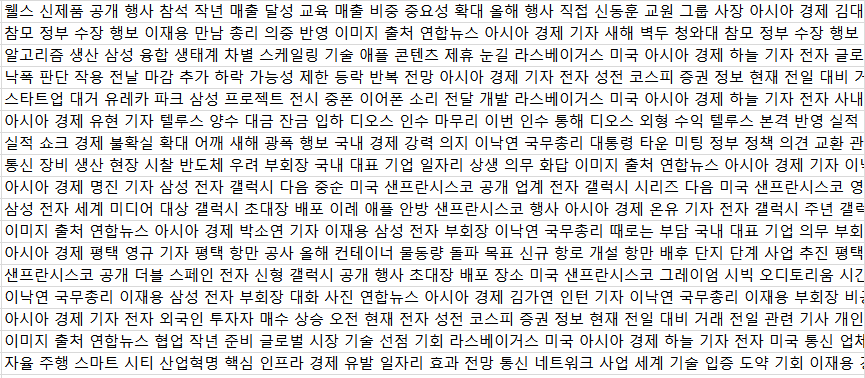 웰스 신제품 공개 행사 참석 작년 매출 달성 교육 매출 비중 중요성 확대 올해 행사 직접 신동훈 교원 그룹 사장 아시아 경제 김대
참모 정부 수장 행보 이재용 만남 총리 의중 반영 이미지 출처 연합뉴스 아시아 경제 기자 새해 벽두 청와대 참모 정부 수장 행보
알고리즘 생산 삼성 융합 생태계 차별 스케일링 기술 애플 콘텐츠 제휴 눈길 라스베이거스 미국 아시아 경제 하늘 기자 전자 글로
낙폭 판단 작용 전날 마감 추가 하락 가능성 제한 등락 반복 전망 아시아 경제 기자 전자 성전 코스피 증권 정보 현재 전일 대비
스타트업 대거 유레카 파크 삼성 프로젝트 전시 중폰 이어폰 소리 전달 개발 라스베이거스 미국 아시아 경제 하늘 기자 전자 사내
아시아 경제 유현 기자 텔루스 양수 대금 잔금 입하 디오스 인수 마무리 이번 인수 통해 디오스 외형 수익 텔루스 본격 반영 실적
실적 쇼크 경제 불확실 확대 어깨 새해 광폭 행보 국내 경제 강력 의지 이낙연 국무총리 대통령 타운 미팅 정부 정책 의견 교환 관
통신 장비 생산 현장 시찰 반도체 우려 부회장 국내 대표 기업 일자리 상생 의무 화답 이미지 출처 연합뉴스 아시아 경제 기자 이
아시아 경제 명진 기자 삼성 전자 갤럭시 다음 중순 미국 샌프란시스코 공개 업계 전자 갤럭시 시리즈 다음 미국 샌프란시스코 영
삼성 전자 세계 미디어 대상 갤럭시 초대장 배포 이례 애플 안방 샌프란시스코 행사 아시아 경제 온유 기자 전자 갤럭시 주년 갤럭
이미지 출처 연합뉴스 아시아 경제 박소연 기자 이재용 삼성 전자 부회장 이낙연 국무총리 때로는 부담 국내 대표 기업 의무 부회
아시아 경제 평택 영규 기자 평택 항만 공사 올해 컨테이너 물동량 돌파 목표 신규 항로 개설 항만 배후 단지 단계 사업 추진 평택
샌프란시스코 공개 더블 스페인 전자 신형 갤럭시 공개 행사 초대장 배포 장소 미국 샌프란시스코 그레이엄 시빅 오디토리움 시간
이낙연 국무총리 이재용 삼성 전자 부회장 대화 사진 연합뉴스 아시아 경제 김가연 인턴 기자 이낙연 국무총리 이재용 부회장 비
아시아 경제 기자 전자 외국인 투자자 매수 상승 오전 현재 전자 성전 코스피 증권 정보 현재 전일 대비 거래 전일 관련 기사 개인
이미지 출처 연합뉴스 협업 작년 준비 글로벌 시장 기술 선점 기회 라스베이거스 미국 아시아 경제 하늘 기자 전자 미국 통신 업체
자율 주행 스마트 시티 산업혁명 핵심 인프라 경제 유발 일자리 효과 전망 통신 네트워크 사업 세계 기술 입증 도약 기회 이재용